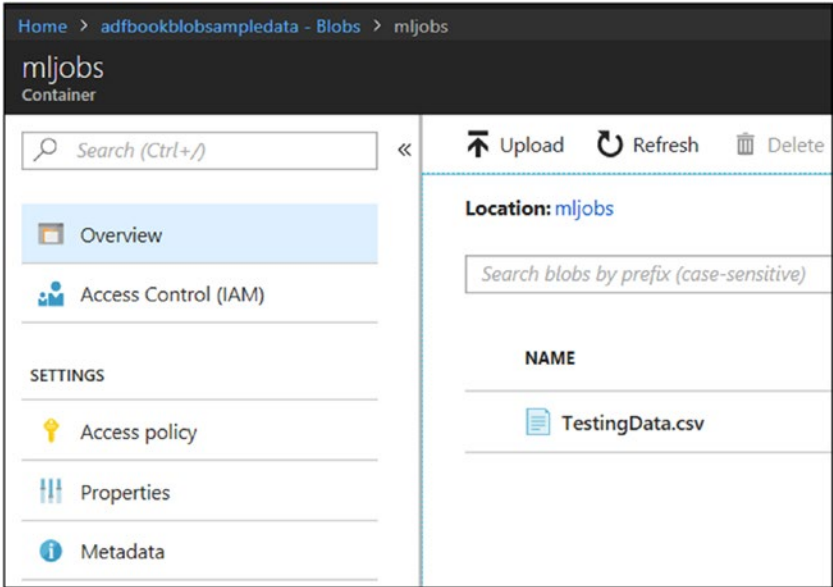 Home > adfbookblobsampledata - Blobs > mljobs
mljobs
Container
Search (Ctrl+/)
«
Overview
Access Control (IAM)
SETTINGS
Access policy
Properties
Metadata
Upload Refresh Delete
Location: mljobs
Search blobs by prefix (case-sensitive)
NAME
TestingData.csv